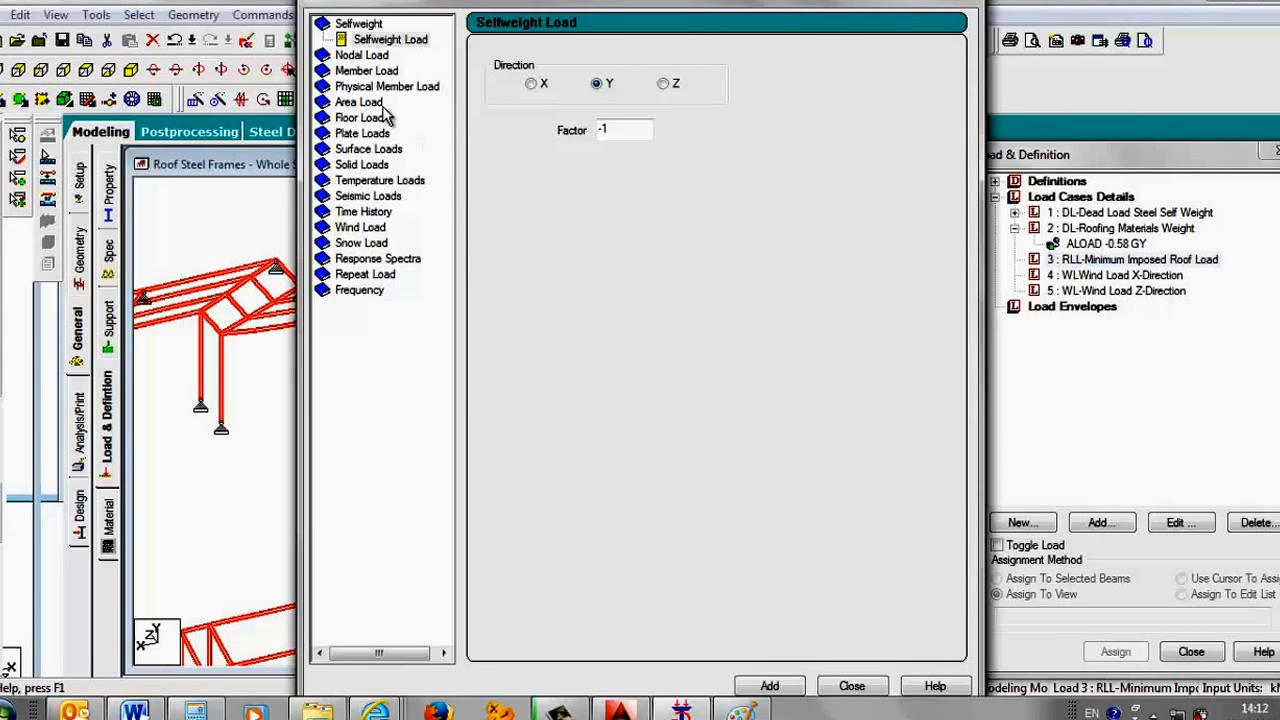 Edit View Tools Select Geometry Commands
Modeling Postprocessing Steel D
Roof Steel Frames - Whole S
Setup
Geometry
General
Analysis/Print
Design
Property
Spec
Support
Load & Definition
Material
Selfweight
Selfweight Load
Nodal Load
Member Load
Physical Member Load
Area Load
Floor Load
Plate Loads
Surface Loads
Solid Loads
Temperature Loads
Seismic Loads
Time History
Wind Load
Snow Load
Response Spectra
Repeat Load
Frequency
Selfweight Load
Direction
X Y Z
Factor -1
Add Close Help
ad & Definition
Definitions
Load Cases Details
1 : DL-Dead Load Steel Self Weight
2 : DL-Roofing Materials Weight
ALOAD -0.58 GY
3 : RLL-Minimum Imposed Roof Load
4 : WLWind Load X-Direction
5 : WL-Wind Load Z-Direction
Load Envelopes
New... Add... Edit ... Delete...
Toggle Load
Assignment Method
Assign To Selected Beams Use Cursor To Assi
Assign To View Assign To Edit List
Assign Close Help
Help, press F1
odeling Mo Load 3 : RLL-Minimum Impo Input Units: kN
EN 14:12